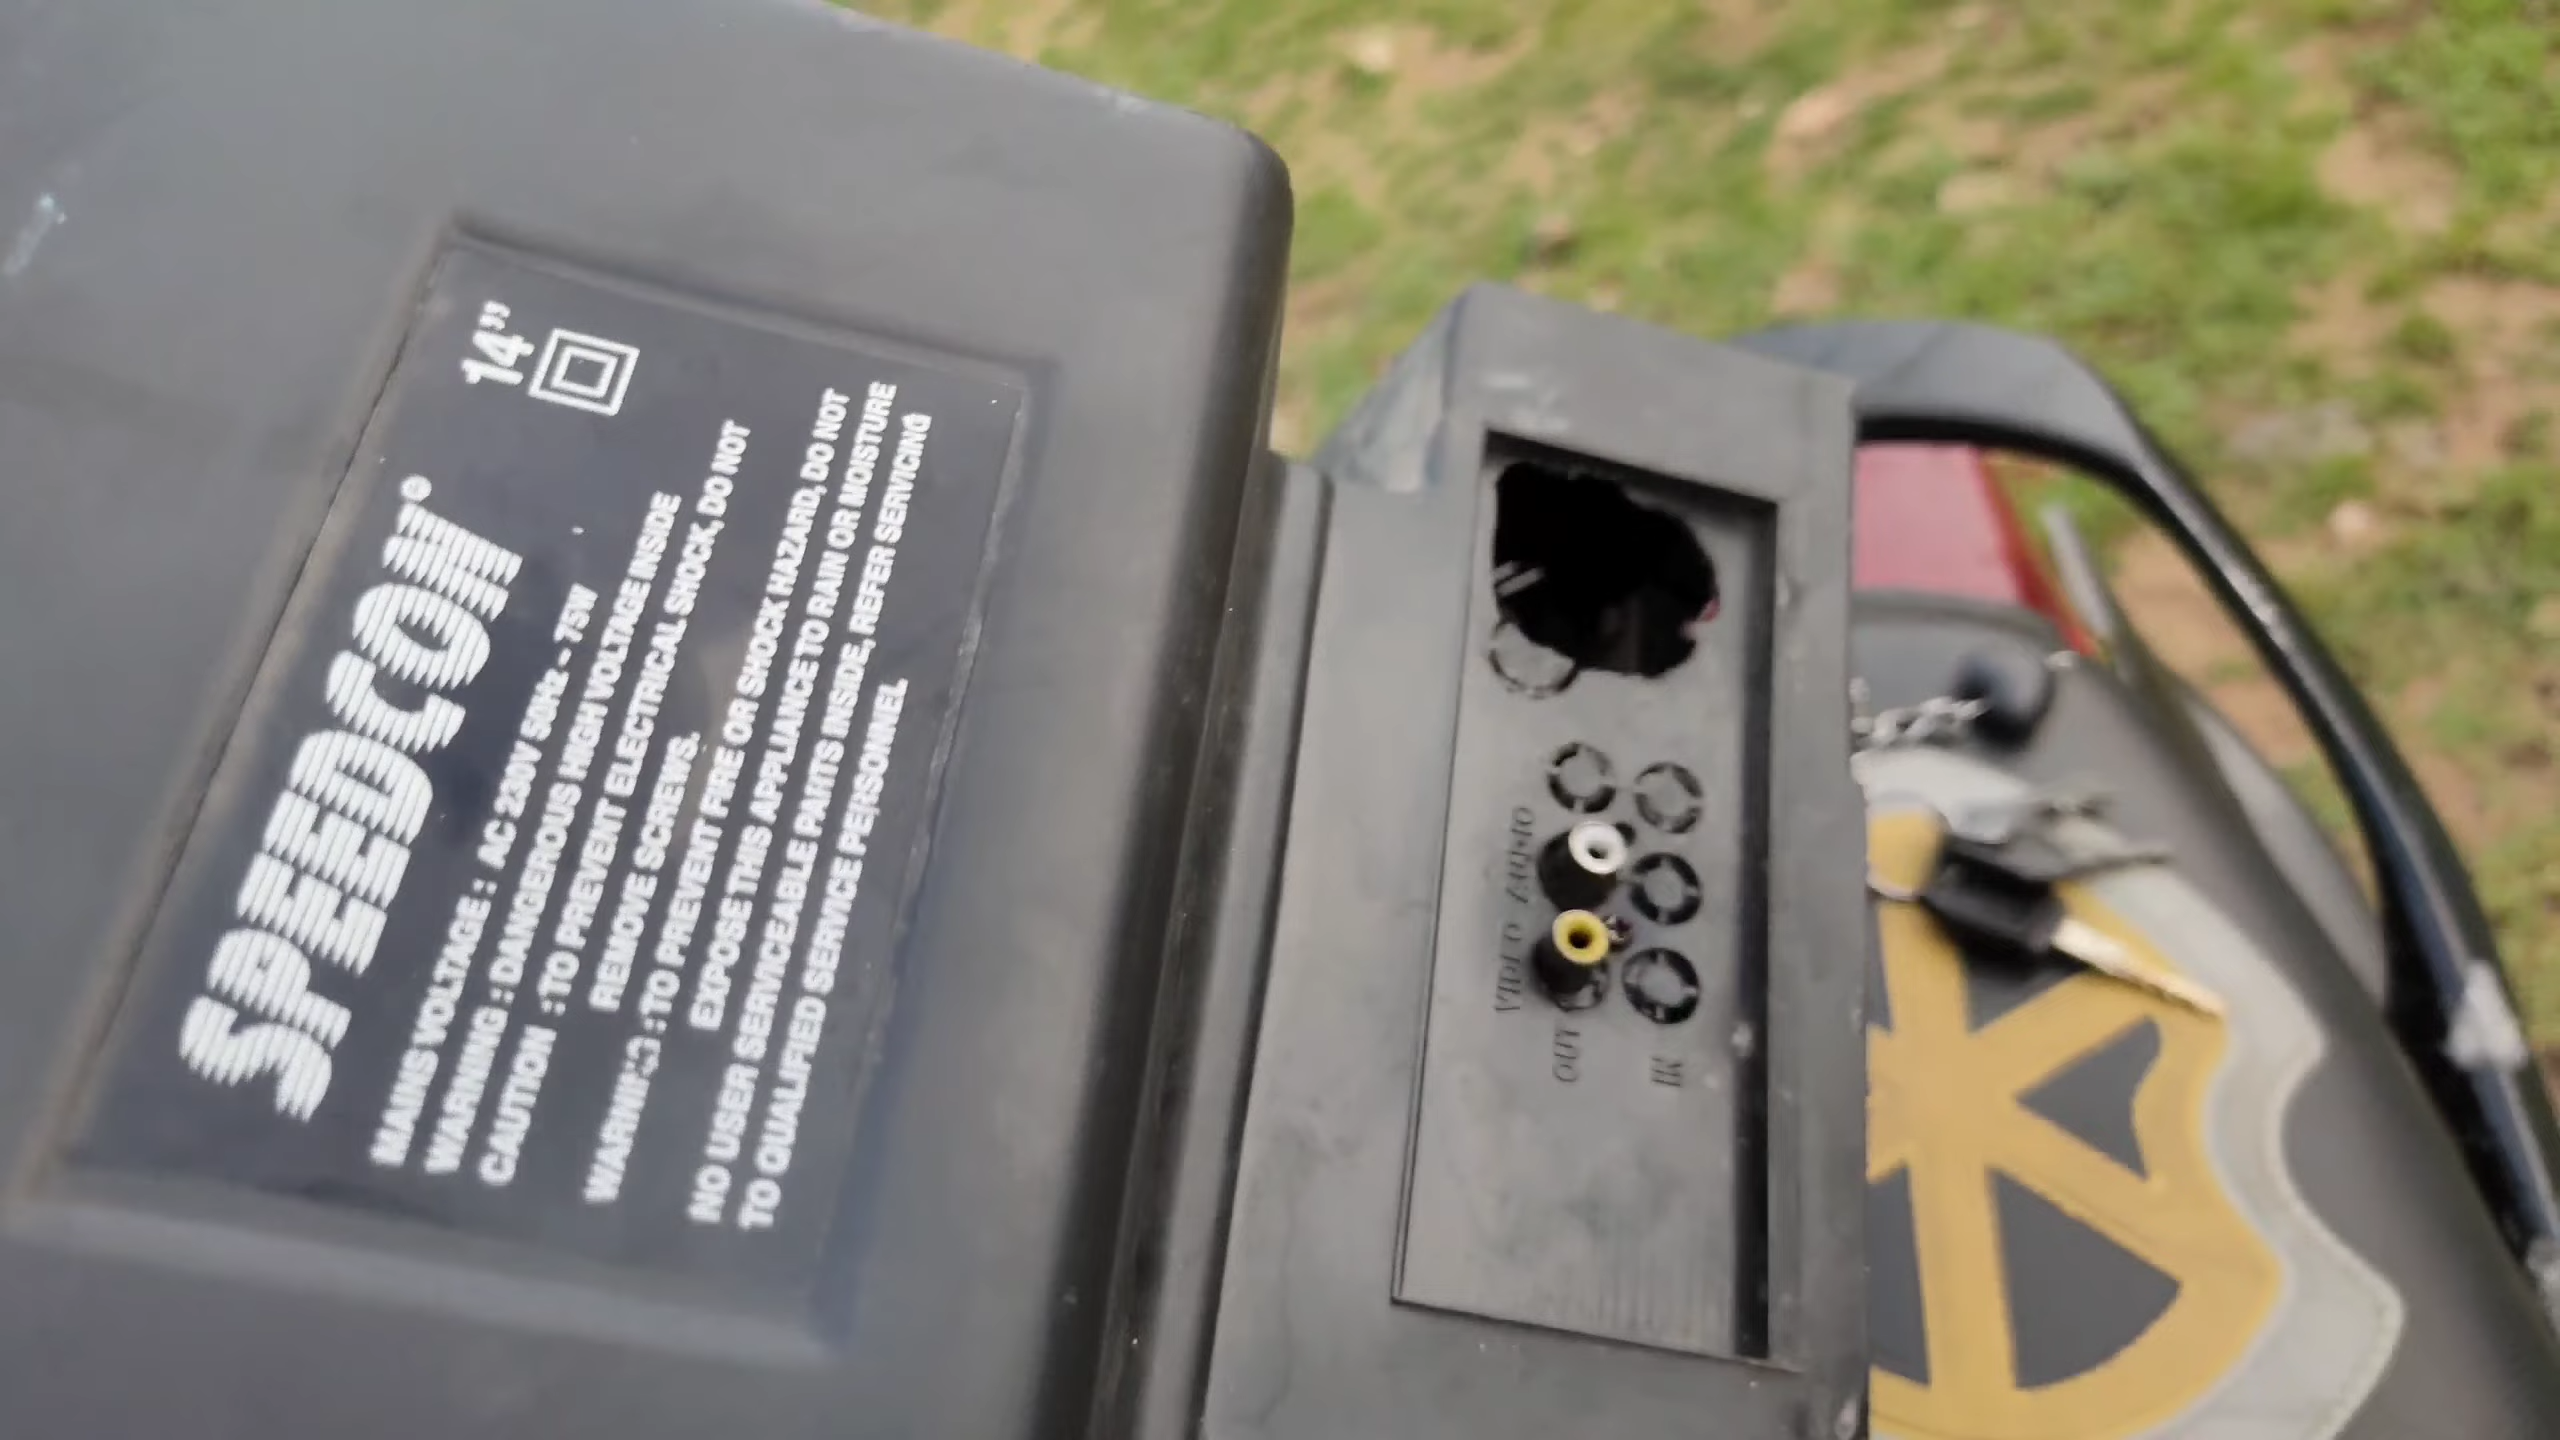 SPEEDCON©
14”
MAINS VOLTAGE : AC 230V 50Hz - 75W
WARNING : DANGEROUS HIGH VOLTAGE INSIDE
CAUTION : TO PREVENT ELECTRICAL SHOCK, DO NOT
REMOVE SCREWS.
WARNING : TO PREVENT FIRE OR SHOCK HAZARD, DO NOT
EXPOSE THIS APPLIANCE TO RAIN OR MOISTURE
NO USER SERVICEABLE PARTS INSIDE, REFER SERVICING
TO QUALIFIED SERVICE PERSONNEL
VIDEO AUDIO
OUT
IN